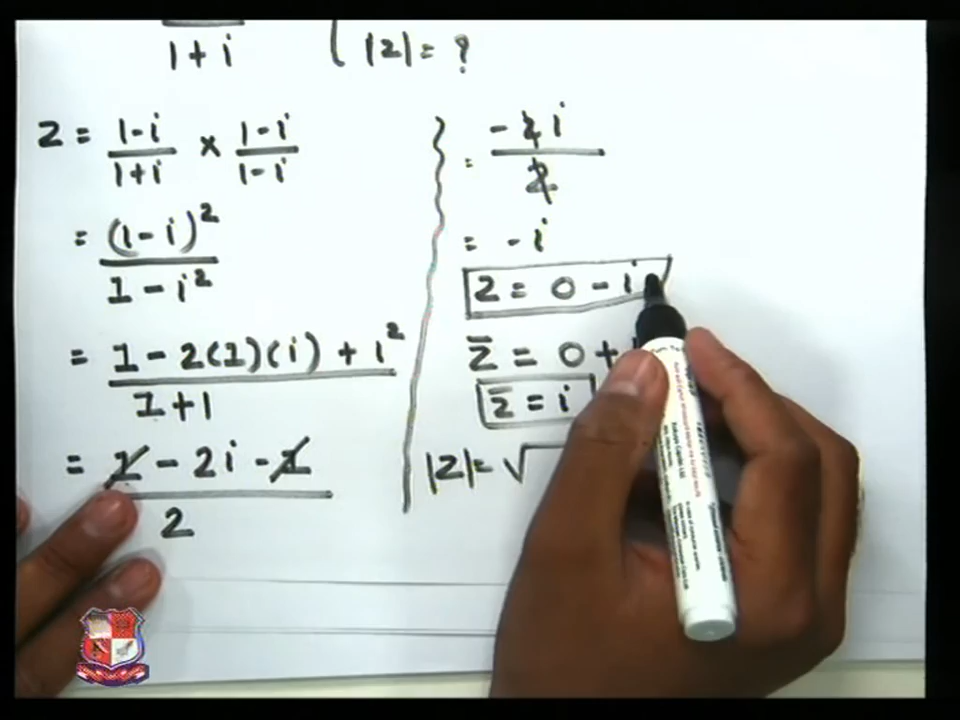 1+i
|z| = ?
z = 1-i/1+i × 1-i/1-i
= (1-i)²/1-i²
= 1-2(1)(i)+i²/1+1
= 1-2i-1/2
= -2i/2
= -i
z = 0-i
z̄ = 0+
z̄ = i
|z| = √